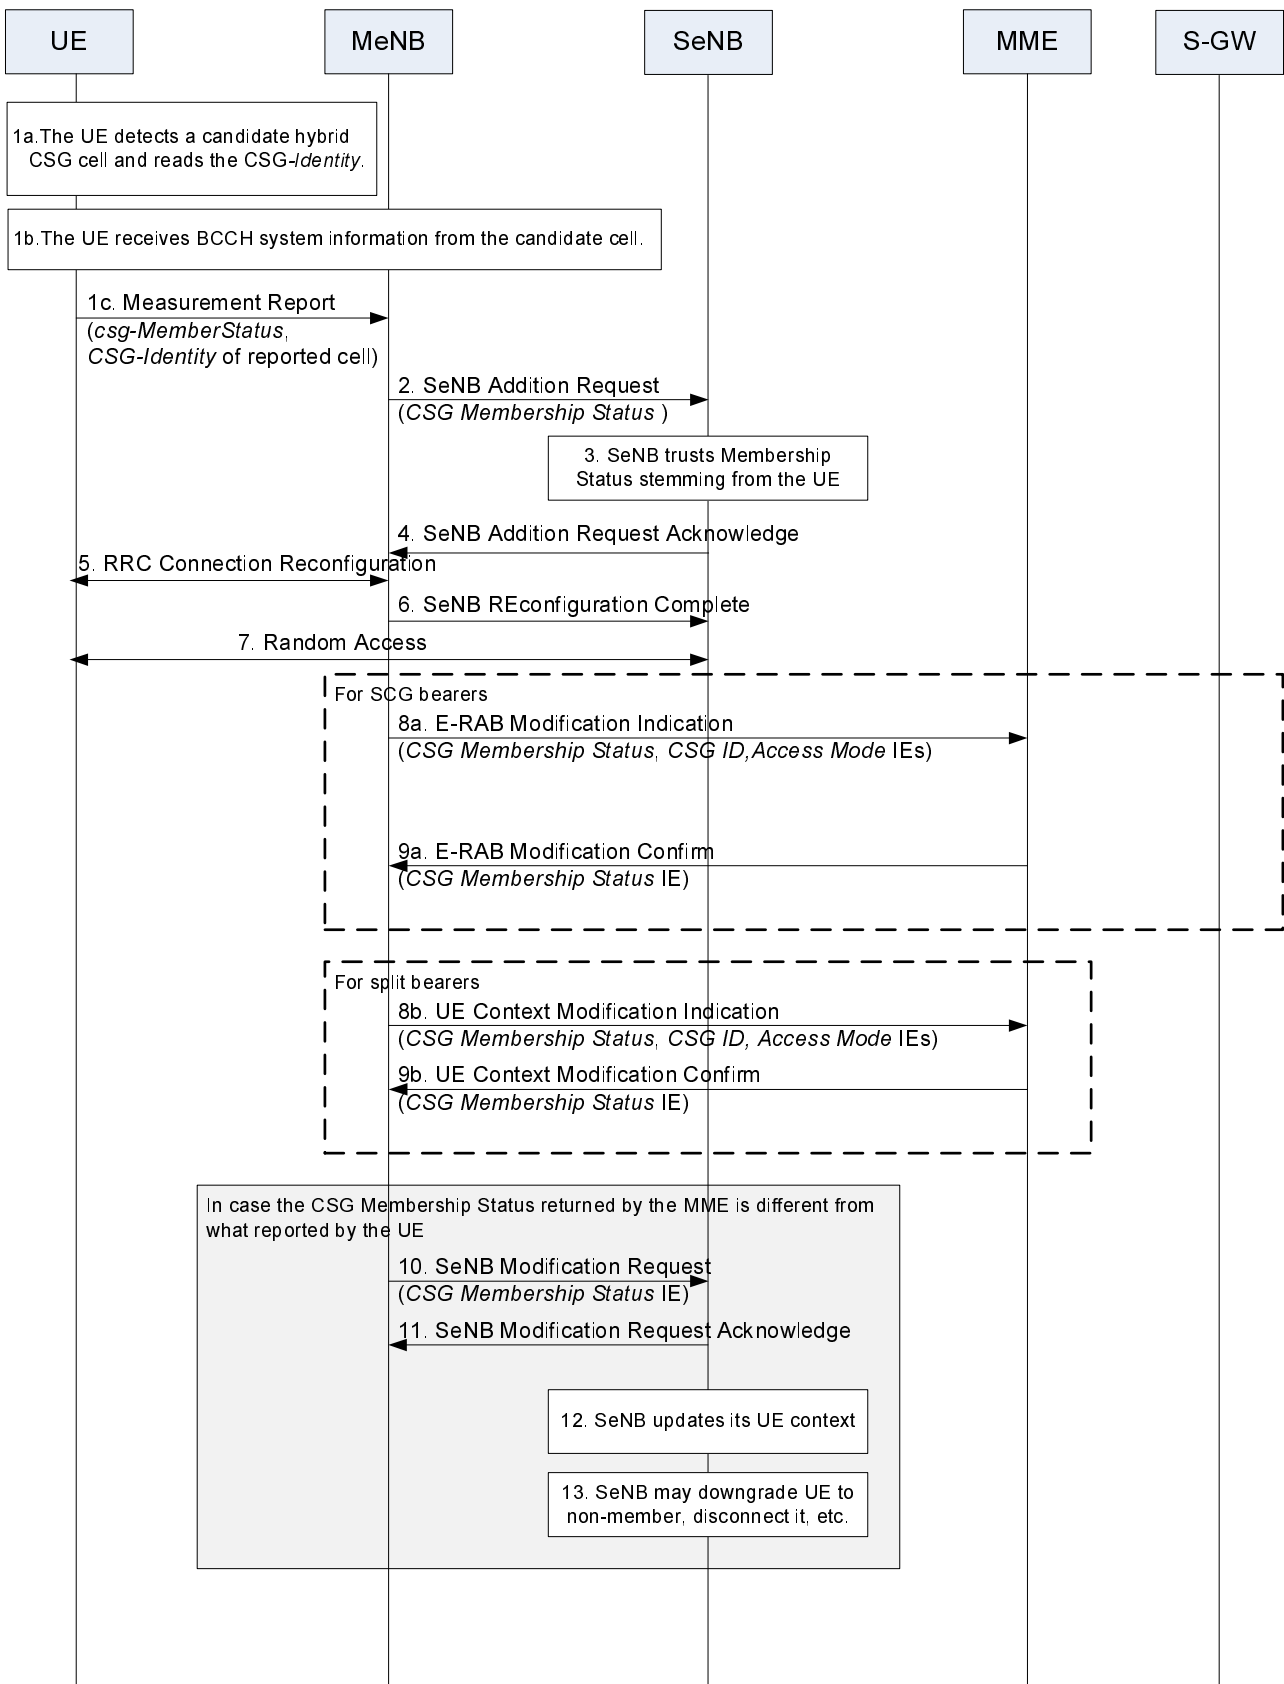 UE
MeNB
SeNB
MME
S-GW
1a.The UE detects a candidate hybrid
CSG cell and reads the CSG-Identity.
1b.The UE receives BCCH system information from the candidate cell.
1c. Measurement Report
(csg-MemberStatus,
CSG-Identity of reported cell)
2. SeNB Addition Request
(CSG Membership Status )
3. SeNB trusts Membership
Status stemming from the UE
4. SeNB Addition Request Acknowledge
5. RRC Connection Reconfiguration
6. SeNB REconfiguration Complete
7. Random Access
For SCG bearers
8a. E-RAB Modification Indication
(CSG Membership Status, CSG ID,Access Mode IEs)
9a. E-RAB Modification Confirm
(CSG Membership Status IE)
For split bearers
8b. UE Context Modification Indication
(CSG Membership Status, CSG ID, Access Mode IEs)
9b. UE Context Modification Confirm
(CSG Membership Status IE)
In case the CSG Membership Status returned by the MME is different from
what reported by the UE
10. SeNB Modification Request
(CSG Membership Status IE)
11. SeNB Modification Request Acknowledge
12. SeNB updates its UE context
13. SeNB may downgrade UE to
non-member, disconnect it, etc.